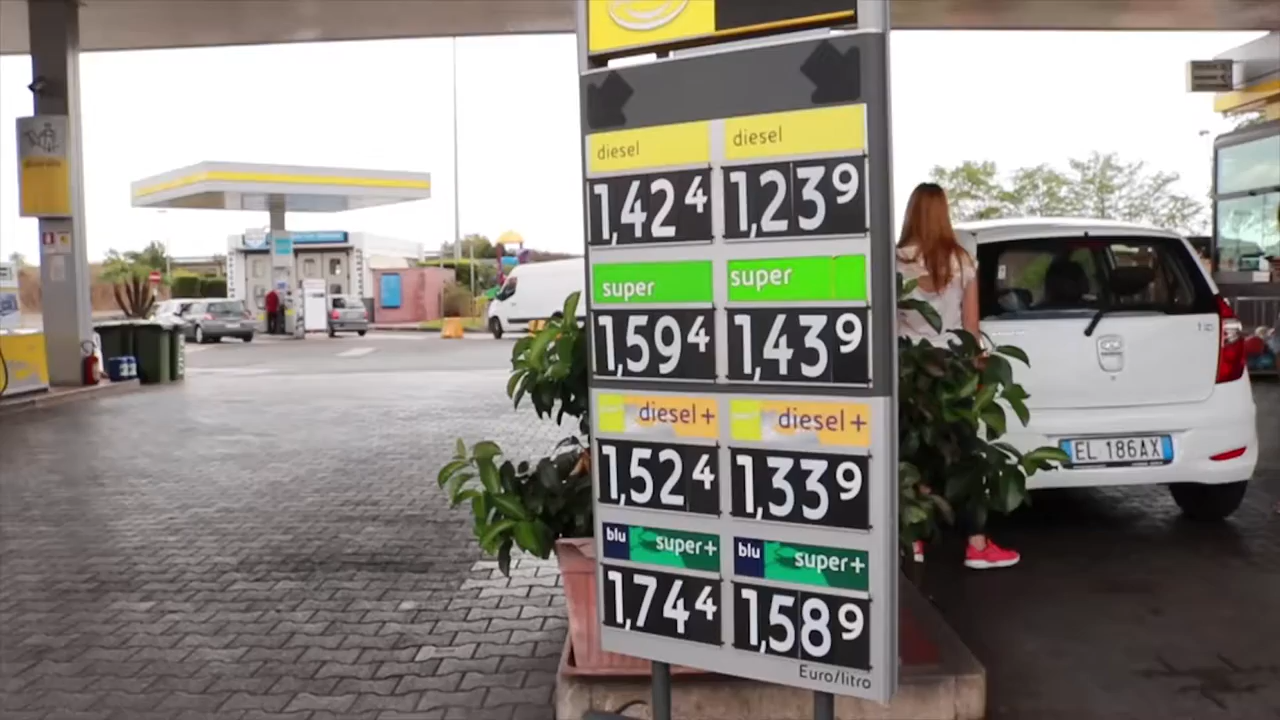 diesel diesel
1,424 1,239
super super
1,594 1,439
diesel+ diesel+
1,524 1,339
blu super+ blu super+
1,744 1,589
Euro/litro
EL 186AX